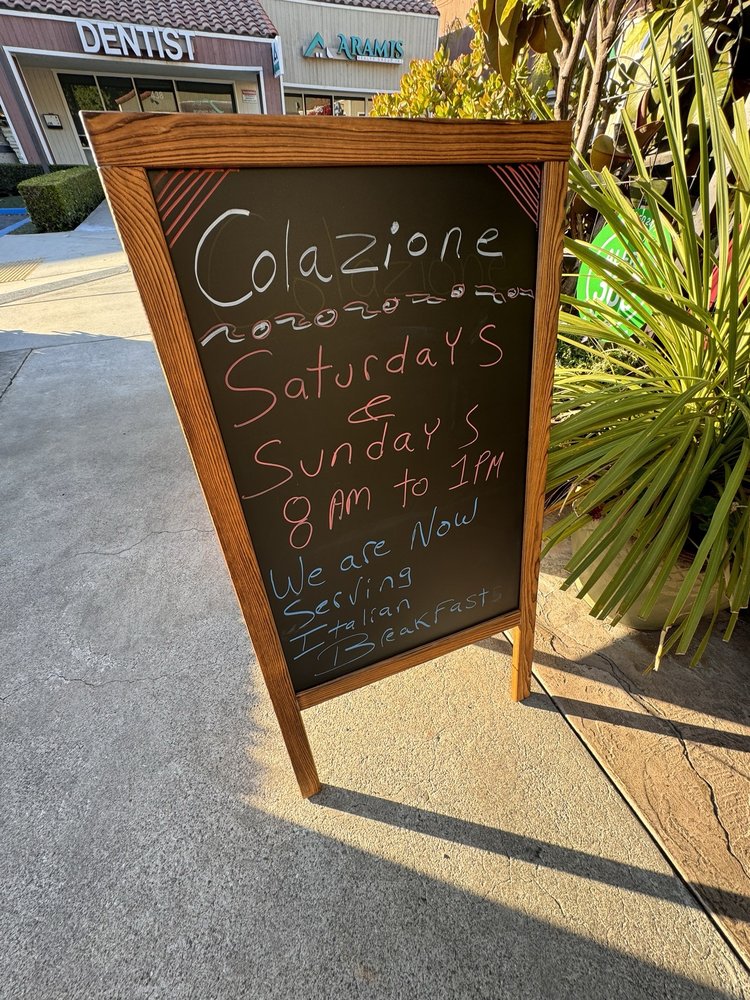 DENTIST
ARAMIS
Colazione
Saturdays
&
Sundays
8 AM to 1PM
We are Now
Serving
Italian
Breakfasts